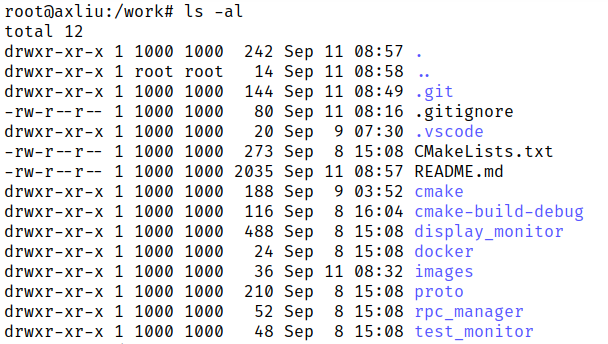 root@axliu:/work# ls -al
total 12
drwxr-xr-x 1 1000 1000  242 Sep 11 08:57 .
drwxr-xr-x 1 root root   14 Sep 11 08:58 ..
drwxr-xr-x 1 1000 1000  144 Sep 11 08:49 .git
-rw-r--r-- 1 1000 1000   80 Sep 11 08:16 .gitignore
drwxr-xr-x 1 1000 1000   20 Sep  9 07:30 .vscode
-rw-r--r-- 1 1000 1000  273 Sep  8 15:08 CMakeLists.txt
-rw-r--r-- 1 1000 1000 2035 Sep 11 08:57 README.md
drwxr-xr-x 1 1000 1000  188 Sep  9 03:52 cmake
drwxr-xr-x 1 1000 1000  116 Sep  8 16:04 cmake-build-debug
drwxr-xr-x 1 1000 1000  488 Sep  8 15:08 display_monitor
drwxr-xr-x 1 1000 1000   24 Sep  8 15:08 docker
drwxr-xr-x 1 1000 1000   36 Sep 11 08:32 images
drwxr-xr-x 1 1000 1000  210 Sep  8 15:08 proto
drwxr-xr-x 1 1000 1000   52 Sep  8 15:08 rpc_manager
drwxr-xr-x 1 1000 1000   48 Sep  8 15:08 test_monitor